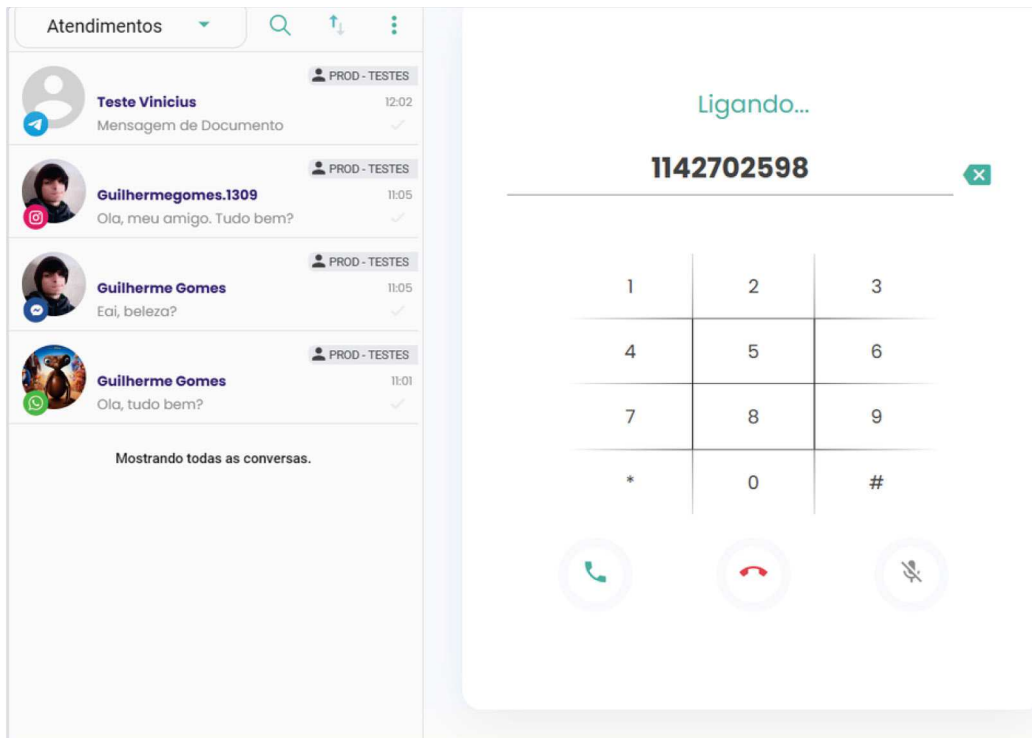 Atendimentos
PROD - TESTES
Teste Vinicius 12:02
Mensagem de Documento
PROD - TESTES
Guilhermegomes.1309 11:05
Ola, meu amigo. Tudo bem?
PROD - TESTES
Guilherme Gomes 11:05
Eai, beleza?
PROD - TESTES
Guilherme Gomes 11:01
Ola, tudo bem?
Mostrando todas as conversas.
Ligando...
1142702598
1 2 3
4 5 6
7 8 9
* 0 #